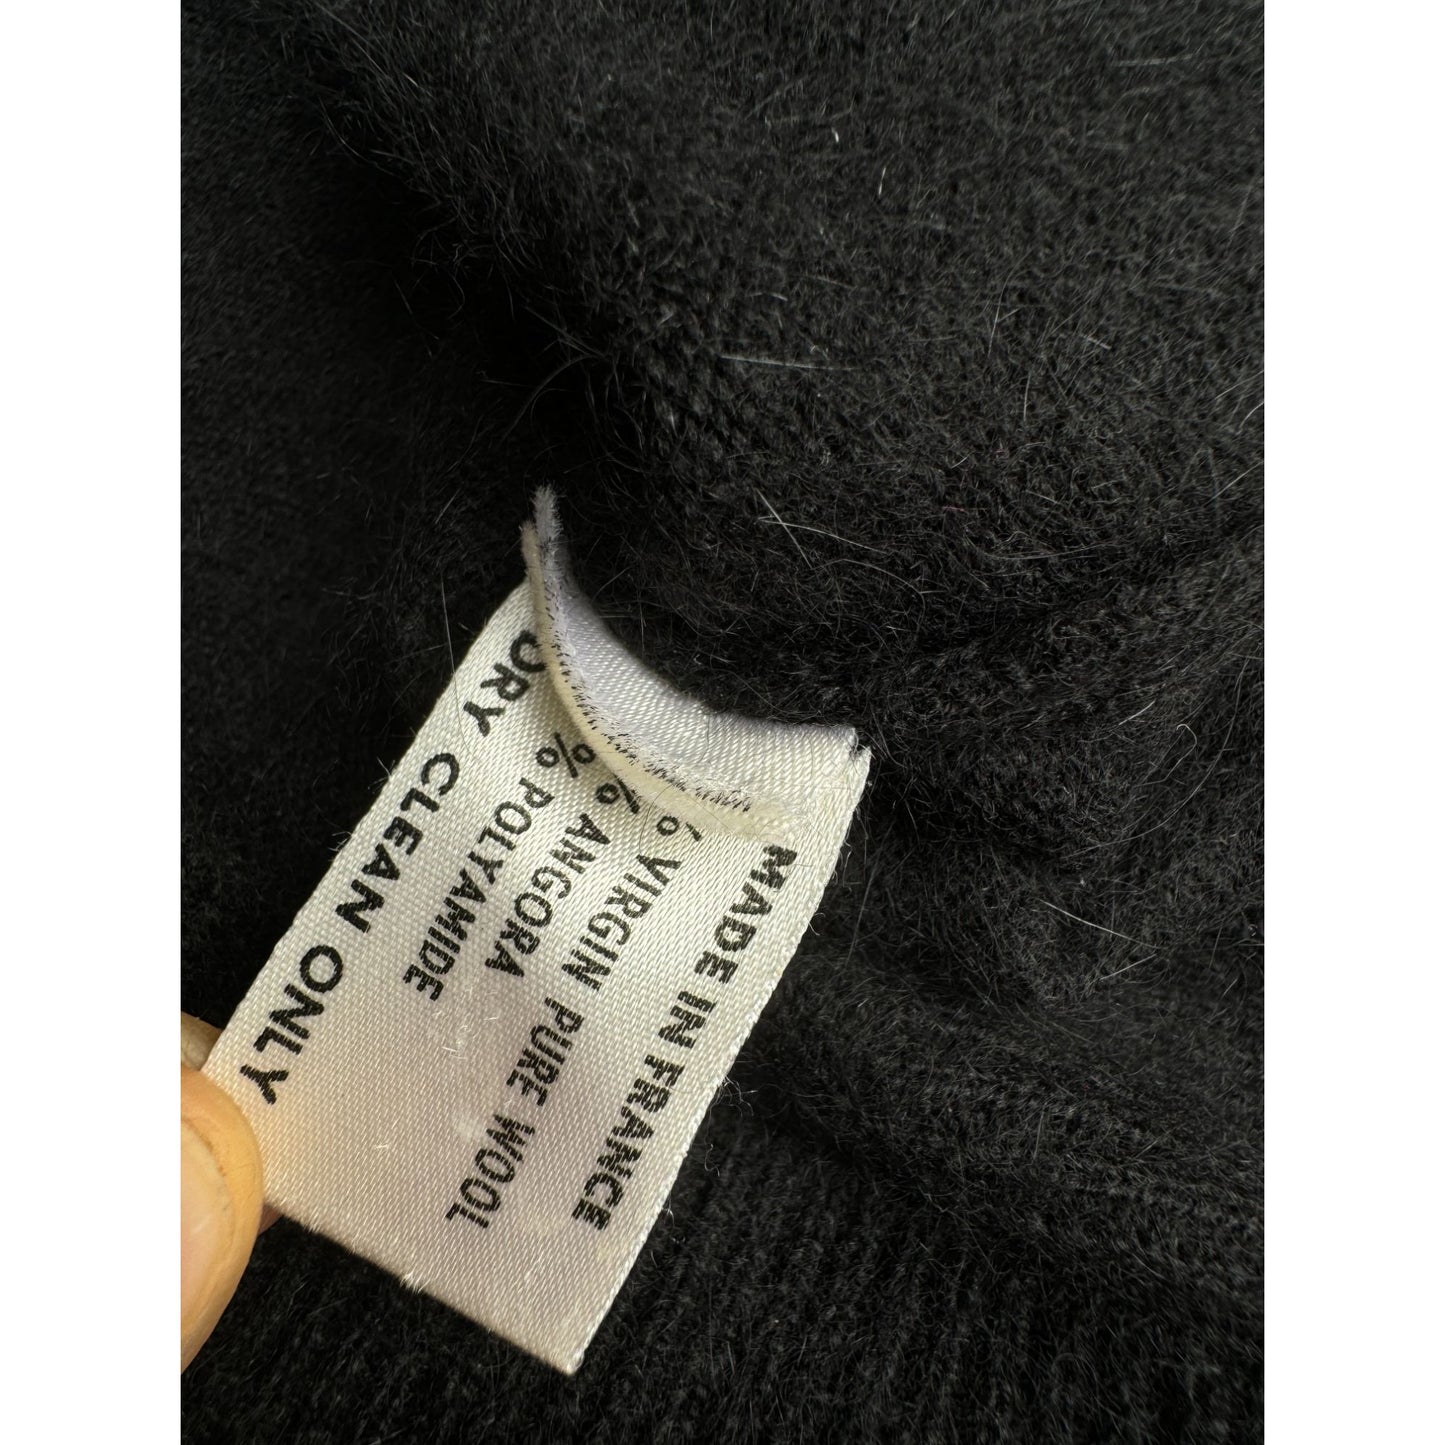 MADE IN FRANCE
% VIRGIN PURE WOOL
% ANGORA
% POLYAMIDE
DRY CLEAN ONLY